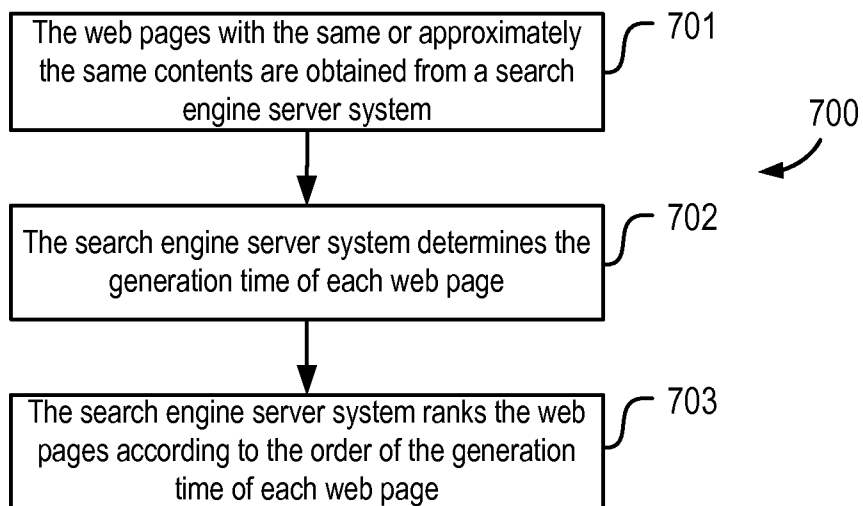 The web pages with the same or approximately
the same contents are obtained from a search
engine server system
701
700
The search engine server system determines the
generation time of each web page
702
The search engine server system ranks the web
pages according to the order of the generation
time of each web page
703